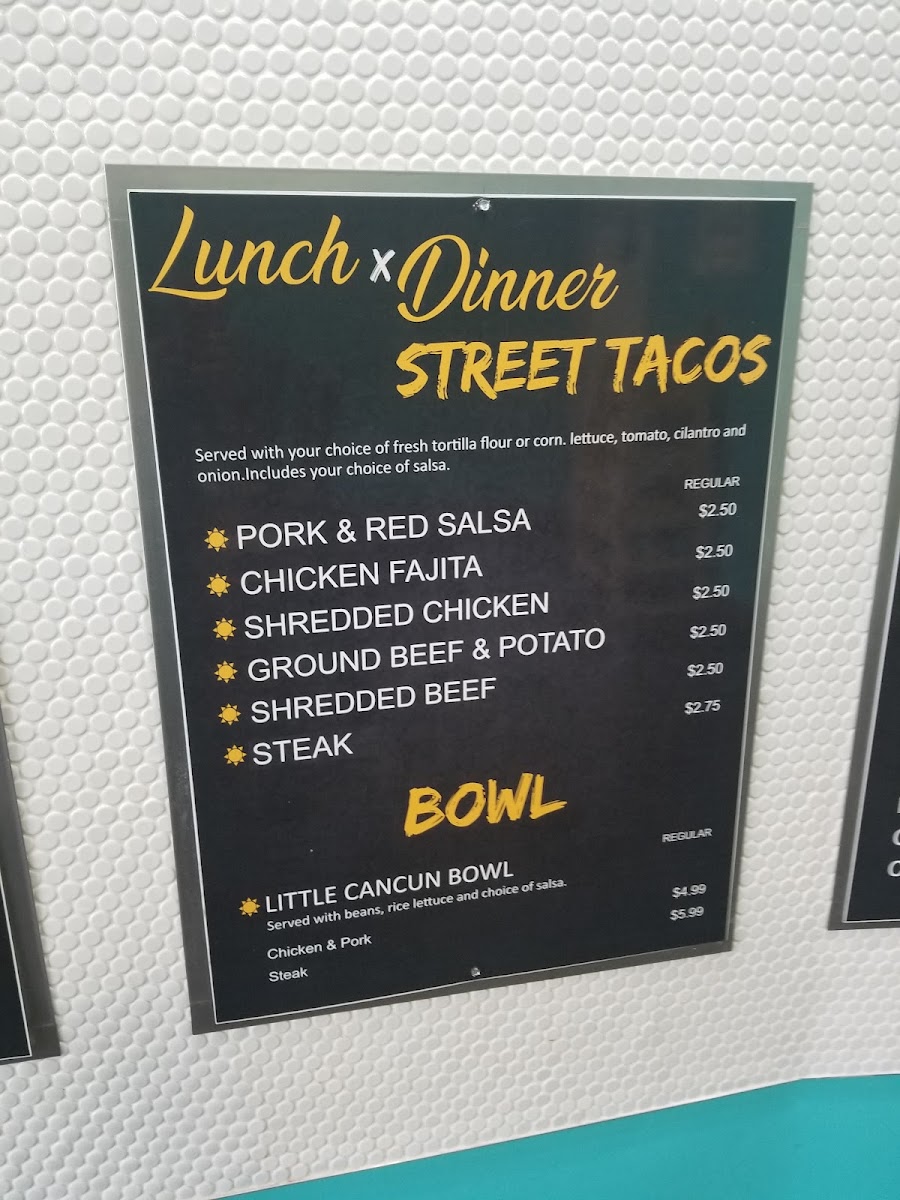 Lunch x Dinner
STREET TACOS
Served with your choice of fresh tortilla flour or corn. lettuce, tomato, cilantro and
onion.Includes your choice of salsa.
REGULAR
PORK & RED SALSA $2.50
CHICKEN FAJITA $2.50
SHREDDED CHICKEN $2.50
GROUND BEEF & POTATO $2.50
SHREDDED BEEF $2.50
STEAK $2.75
BOWL
REGULAR
LITTLE CANCUN BOWL
Served with beans, rice lettuce and choice of salsa.
Chicken & Pork $4.99
Steak $5.99